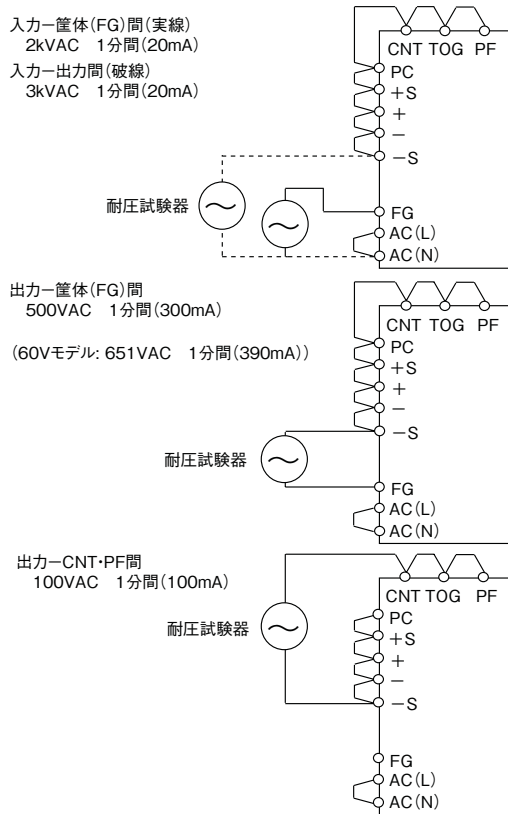 入力ー筐体(FG)間(実線)
2kVAC 1分間(20mA)
入力ー出力間(破線)
3kVAC 1分間(20mA)
CNT TOG PF
PC
+S
+
−
−S
耐圧試験器
FG
AC(L)
AC(N)
出力ー筐体(FG)間
500VAC 1分間(300mA)
(60Vモデル: 651VAC 1分間(390mA))
CNT TOG PF
PC
+S
+
−
−S
耐圧試験器
FG
AC(L)
AC(N)
出力ーCNT・PF間
100VAC 1分間(100mA)
CNT TOG PF
耐圧試験器
PC
+S
+
−
−S
FG
AC(L)
AC(N)